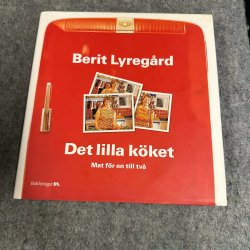 Berit Lyregård
Det lilla köket
Mat för en till två